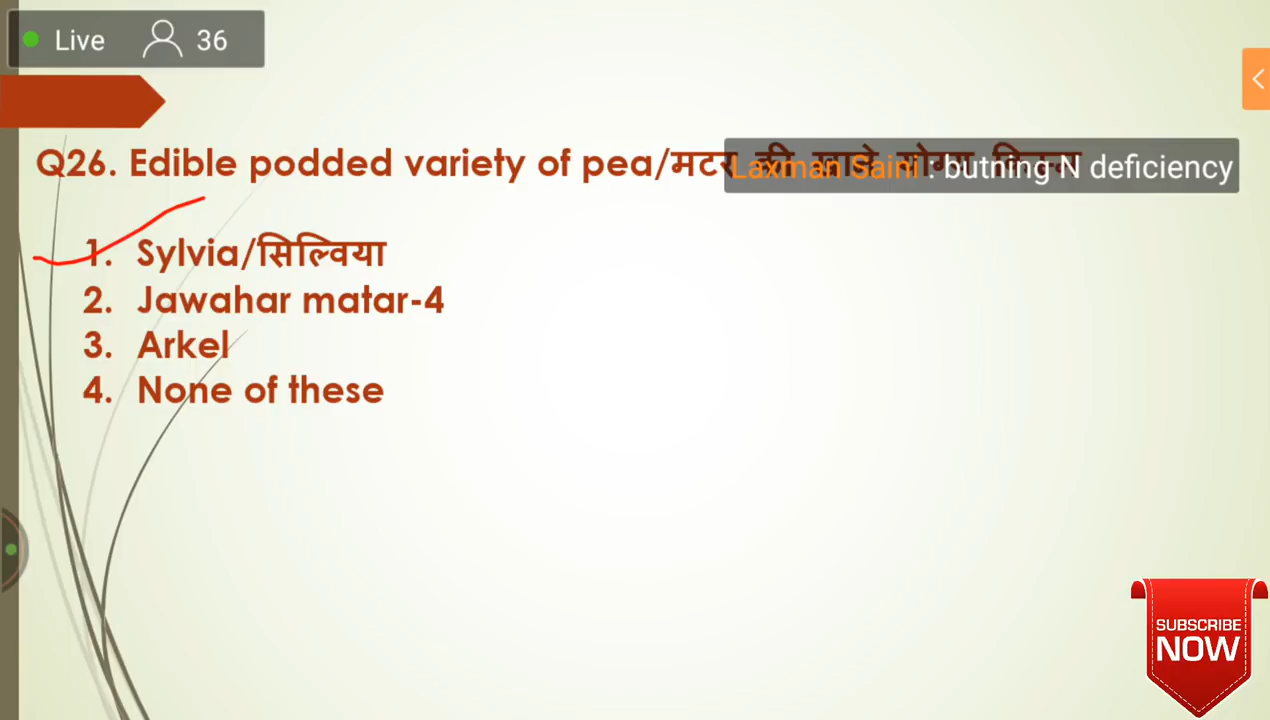 Live 36
Q26. Edible podded variety of pea/मटर की खाने योग्य किस्म
Laxman Saini : butning N deficiency
1. Sylvia/सिल्विया
2. Jawahar matar-4
3. Arkel
4. None of these
SUBSCRIBE
NOW